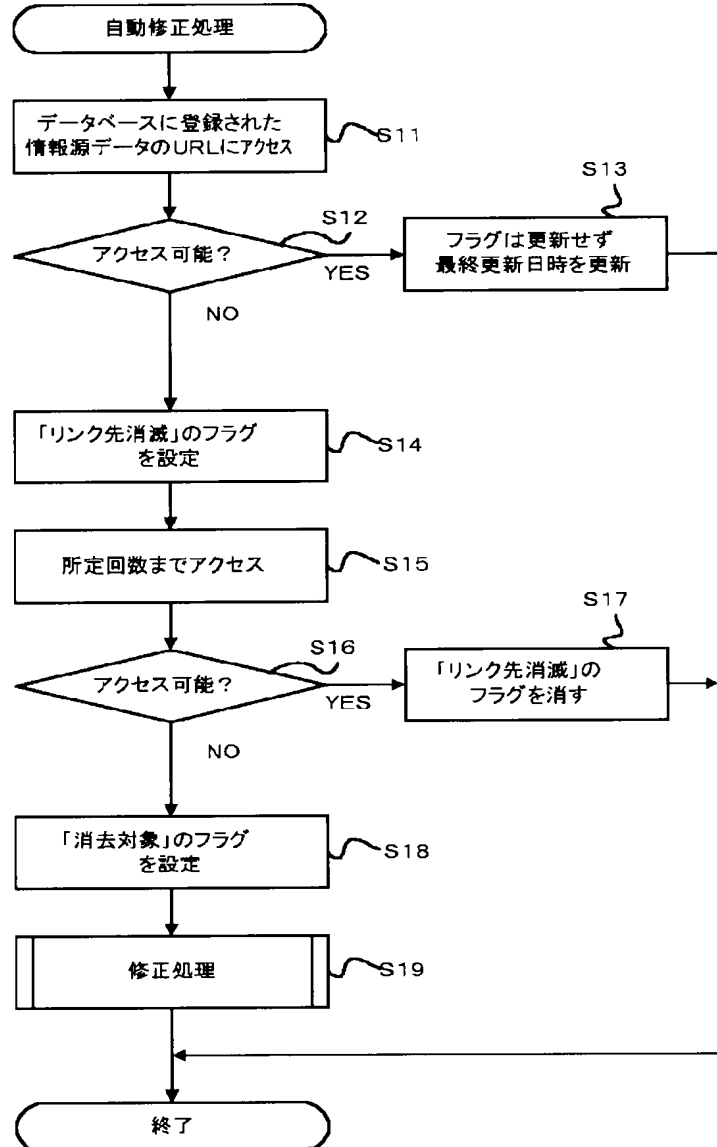 自動修正処理
データベースに登録された
情報源データのURLにアクセス
S11
S12
アクセス可能?
YES
NO
S13
フラグは更新せず
最終更新日時を更新
「リンク先消滅」のフラグ
を設定
S14
所定回数までアクセス
S15
S16
アクセス可能?
YES
NO
S17
「リンク先消滅」の
フラグを消す
「消去対象」のフラグ
を設定
S18
修正処理
S19
終了